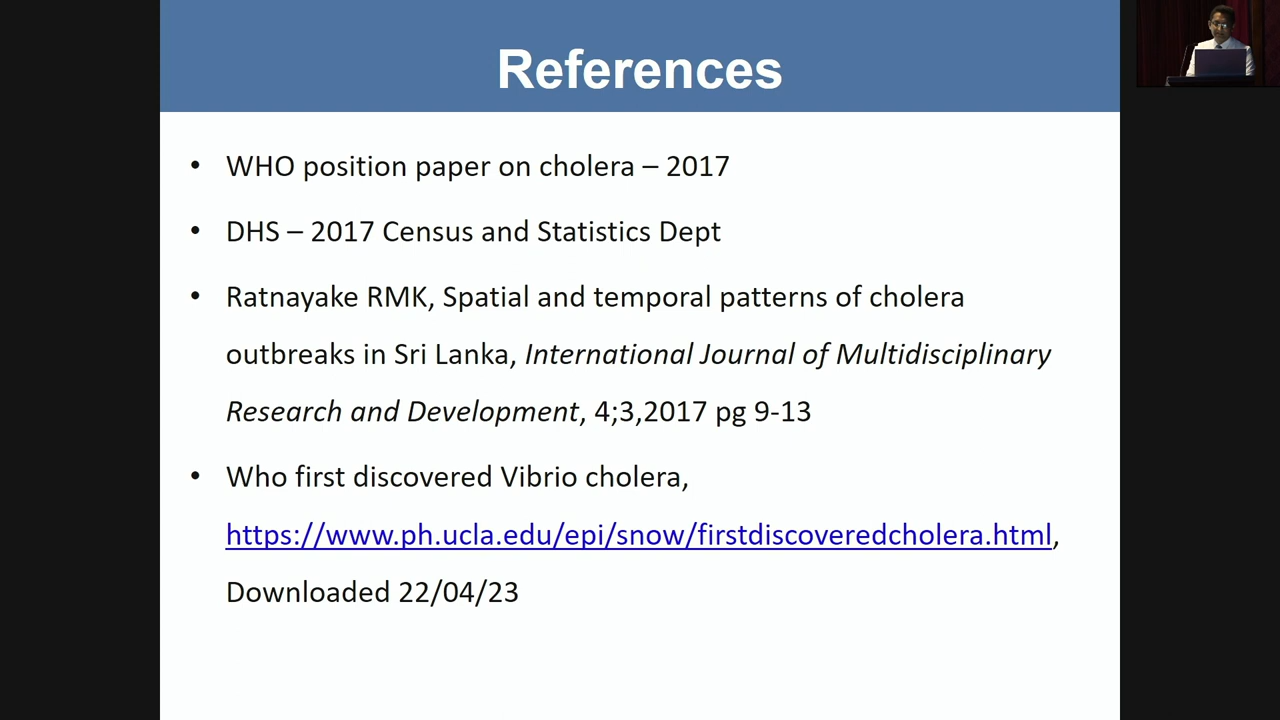 References
• WHO position paper on cholera – 2017
• DHS – 2017 Census and Statistics Dept
• Ratnayake RMK, Spatial and temporal patterns of cholera
outbreaks in Sri Lanka, International Journal of Multidisciplinary
Research and Development, 4;3,2017 pg 9-13
• Who first discovered Vibrio cholera,
https://www.ph.ucla.edu/epi/snow/firstdiscoveredcholera.html,
Downloaded 22/04/23